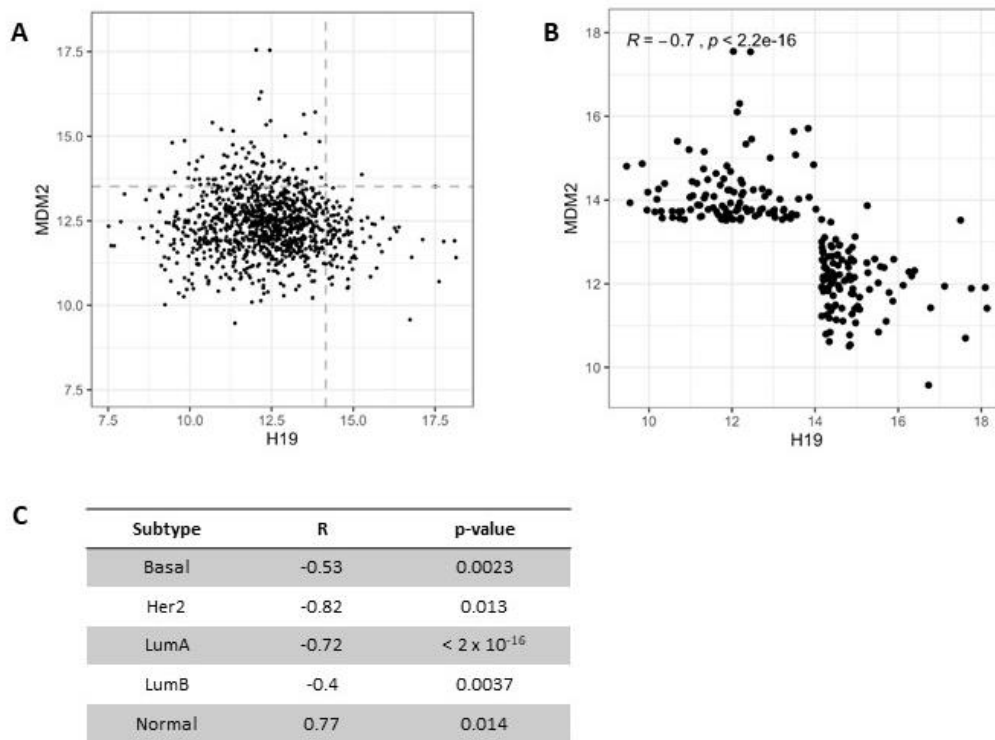 A
17.5
15.0
12.5
10.0
7.5
MDM2
7.5 10.0 12.5 15.0 17.5
H19
B
R = −0.7 , p < 2.2e-16
18
16
14
12
10
MDM2
10 12 14 16 18
H19
C
Subtype R p-value
Basal -0.53 0.0023
Her2 -0.82 0.013
LumA -0.72 < 2 x 10⁻¹⁶
LumB -0.4 0.0037
Normal 0.77 0.014